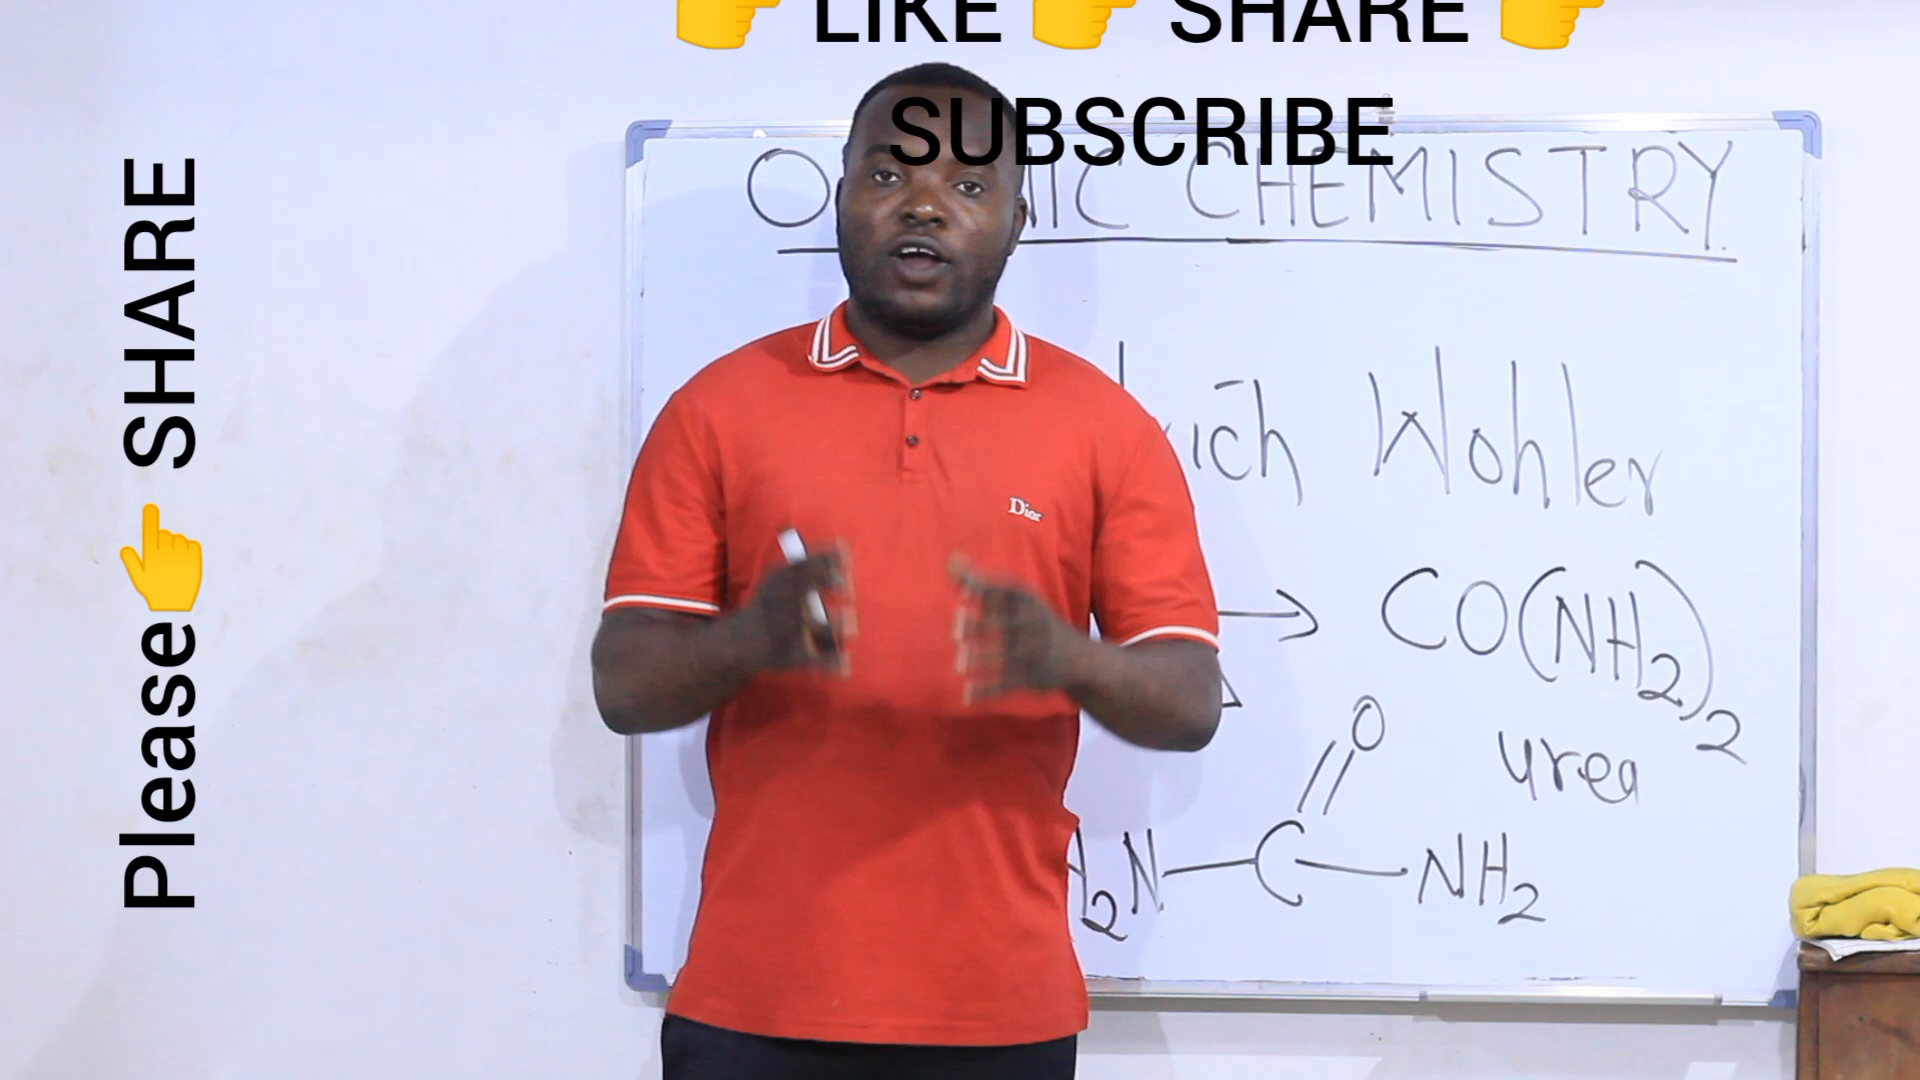 👉 LIKE 👉 SHARE 👉
SUBSCRIBE
Please 👆 SHARE
CHEMISTRY
Wohler
Dior
→ CO(NH₂)₂
urea
O
C NH₂